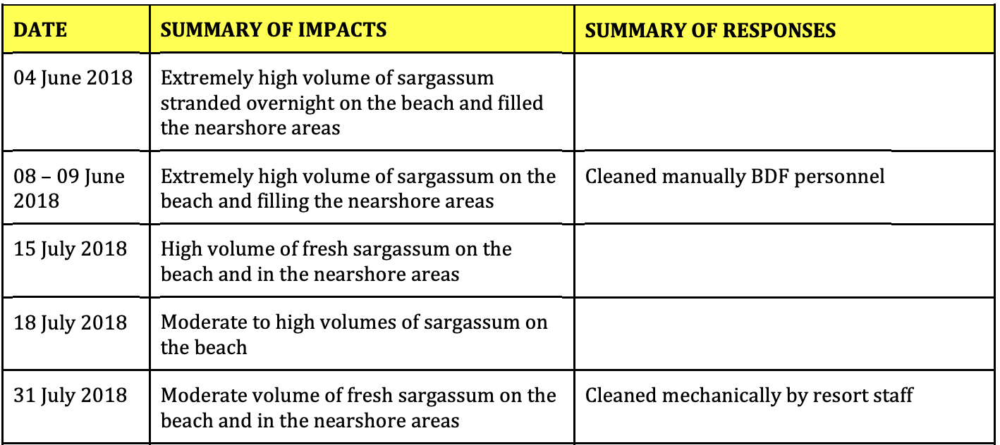 DATE SUMMARY OF IMPACTS SUMMARY OF RESPONSES
04 June 2018 Extremely high volume of sargassum
stranded overnight on the beach and filled
the nearshore areas
08 – 09 June Extremely high volume of sargassum on the Cleaned manually BDF personnel
2018 beach and filling the nearshore areas
15 July 2018 High volume of fresh sargassum on the
beach and in the nearshore areas
18 July 2018 Moderate to high volumes of sargassum on
the beach
31 July 2018 Moderate volume of fresh sargassum on the Cleaned mechanically by resort staff
beach and in the nearshore areas